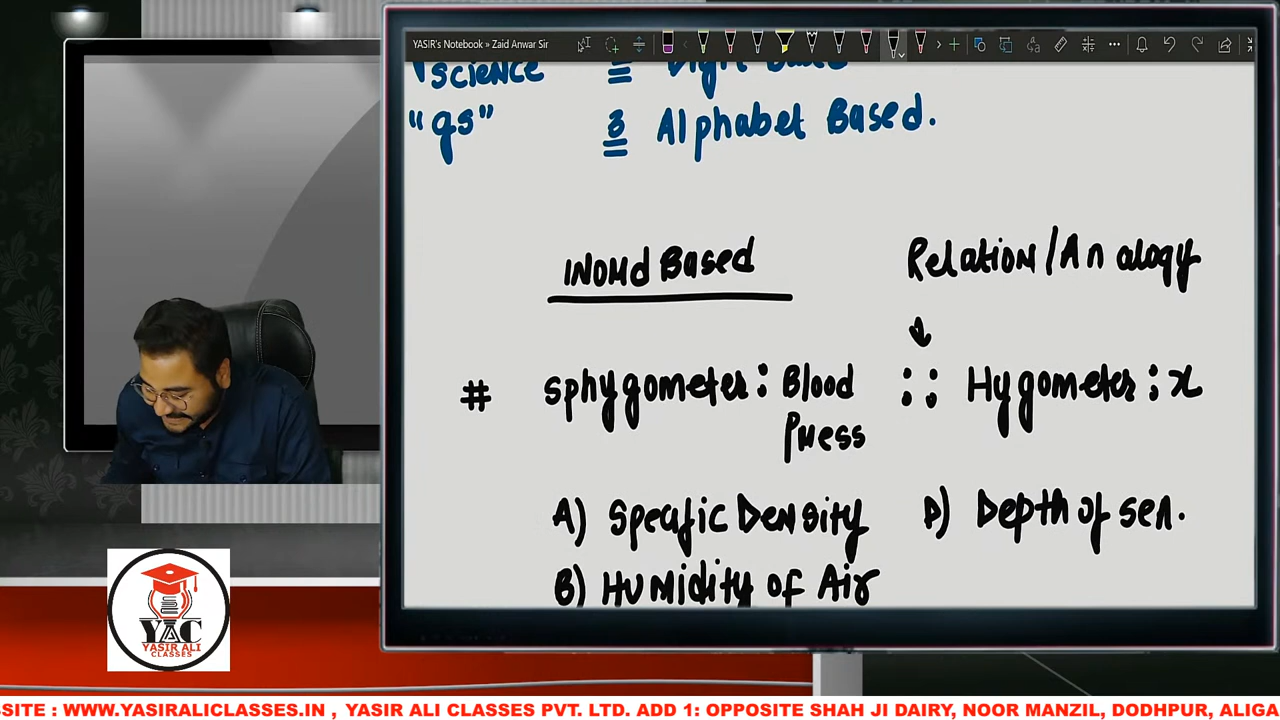 YASIR's Notebook » Zaid Anwar Sir
science
"gs" 3 Alphabet Based.
Word Based Relation/Analogy
# Sphygometer : Blood Press :: Hygometer : x
A) Specific Density D) Depth of sea.
B) Humidity of Air
YAC
YASIR ALI
CLASSES
SITE : WWW.YASIRALICLASSES.IN , YASIR ALI CLASSES PVT. LTD. ADD 1: OPPOSITE SHAH JI DAIRY, NOOR MANZIL, DODHPUR, ALIGA